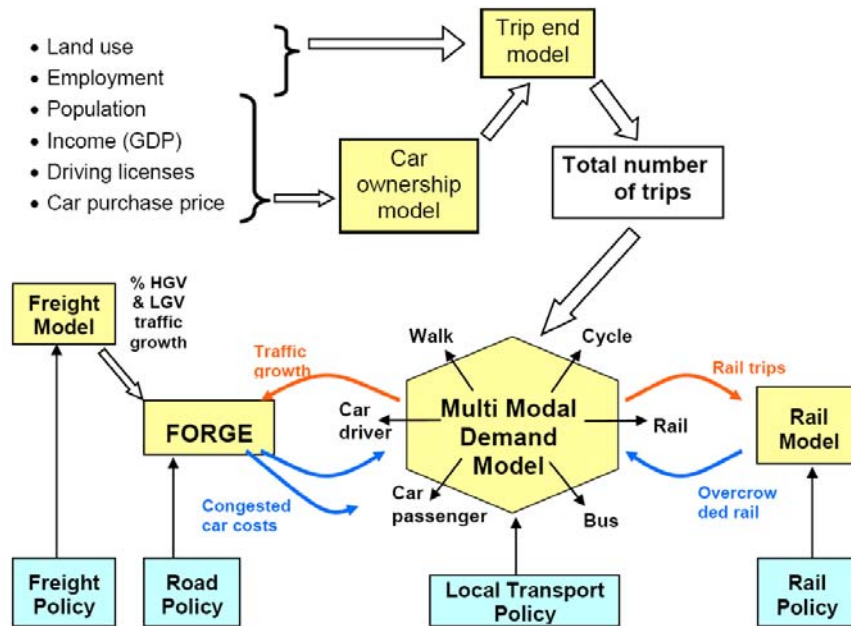 • Land use
• Employment
• Population
• Income (GDP)
• Driving licenses
• Car purchase price
Trip end
model
Car
ownership
model
Total number
of trips
Freight
Model
% HGV
& LGV
traffic
growth
Traffic
growth
FORGE
Congested
car costs
Walk
Cycle
Car
driver
Multi Modal
Demand
Model
Rail
Car
passenger
Bus
Rail trips
Rail
Model
Overcrow
ded rail
Freight
Policy
Road
Policy
Local Transport
Policy
Rail
Policy